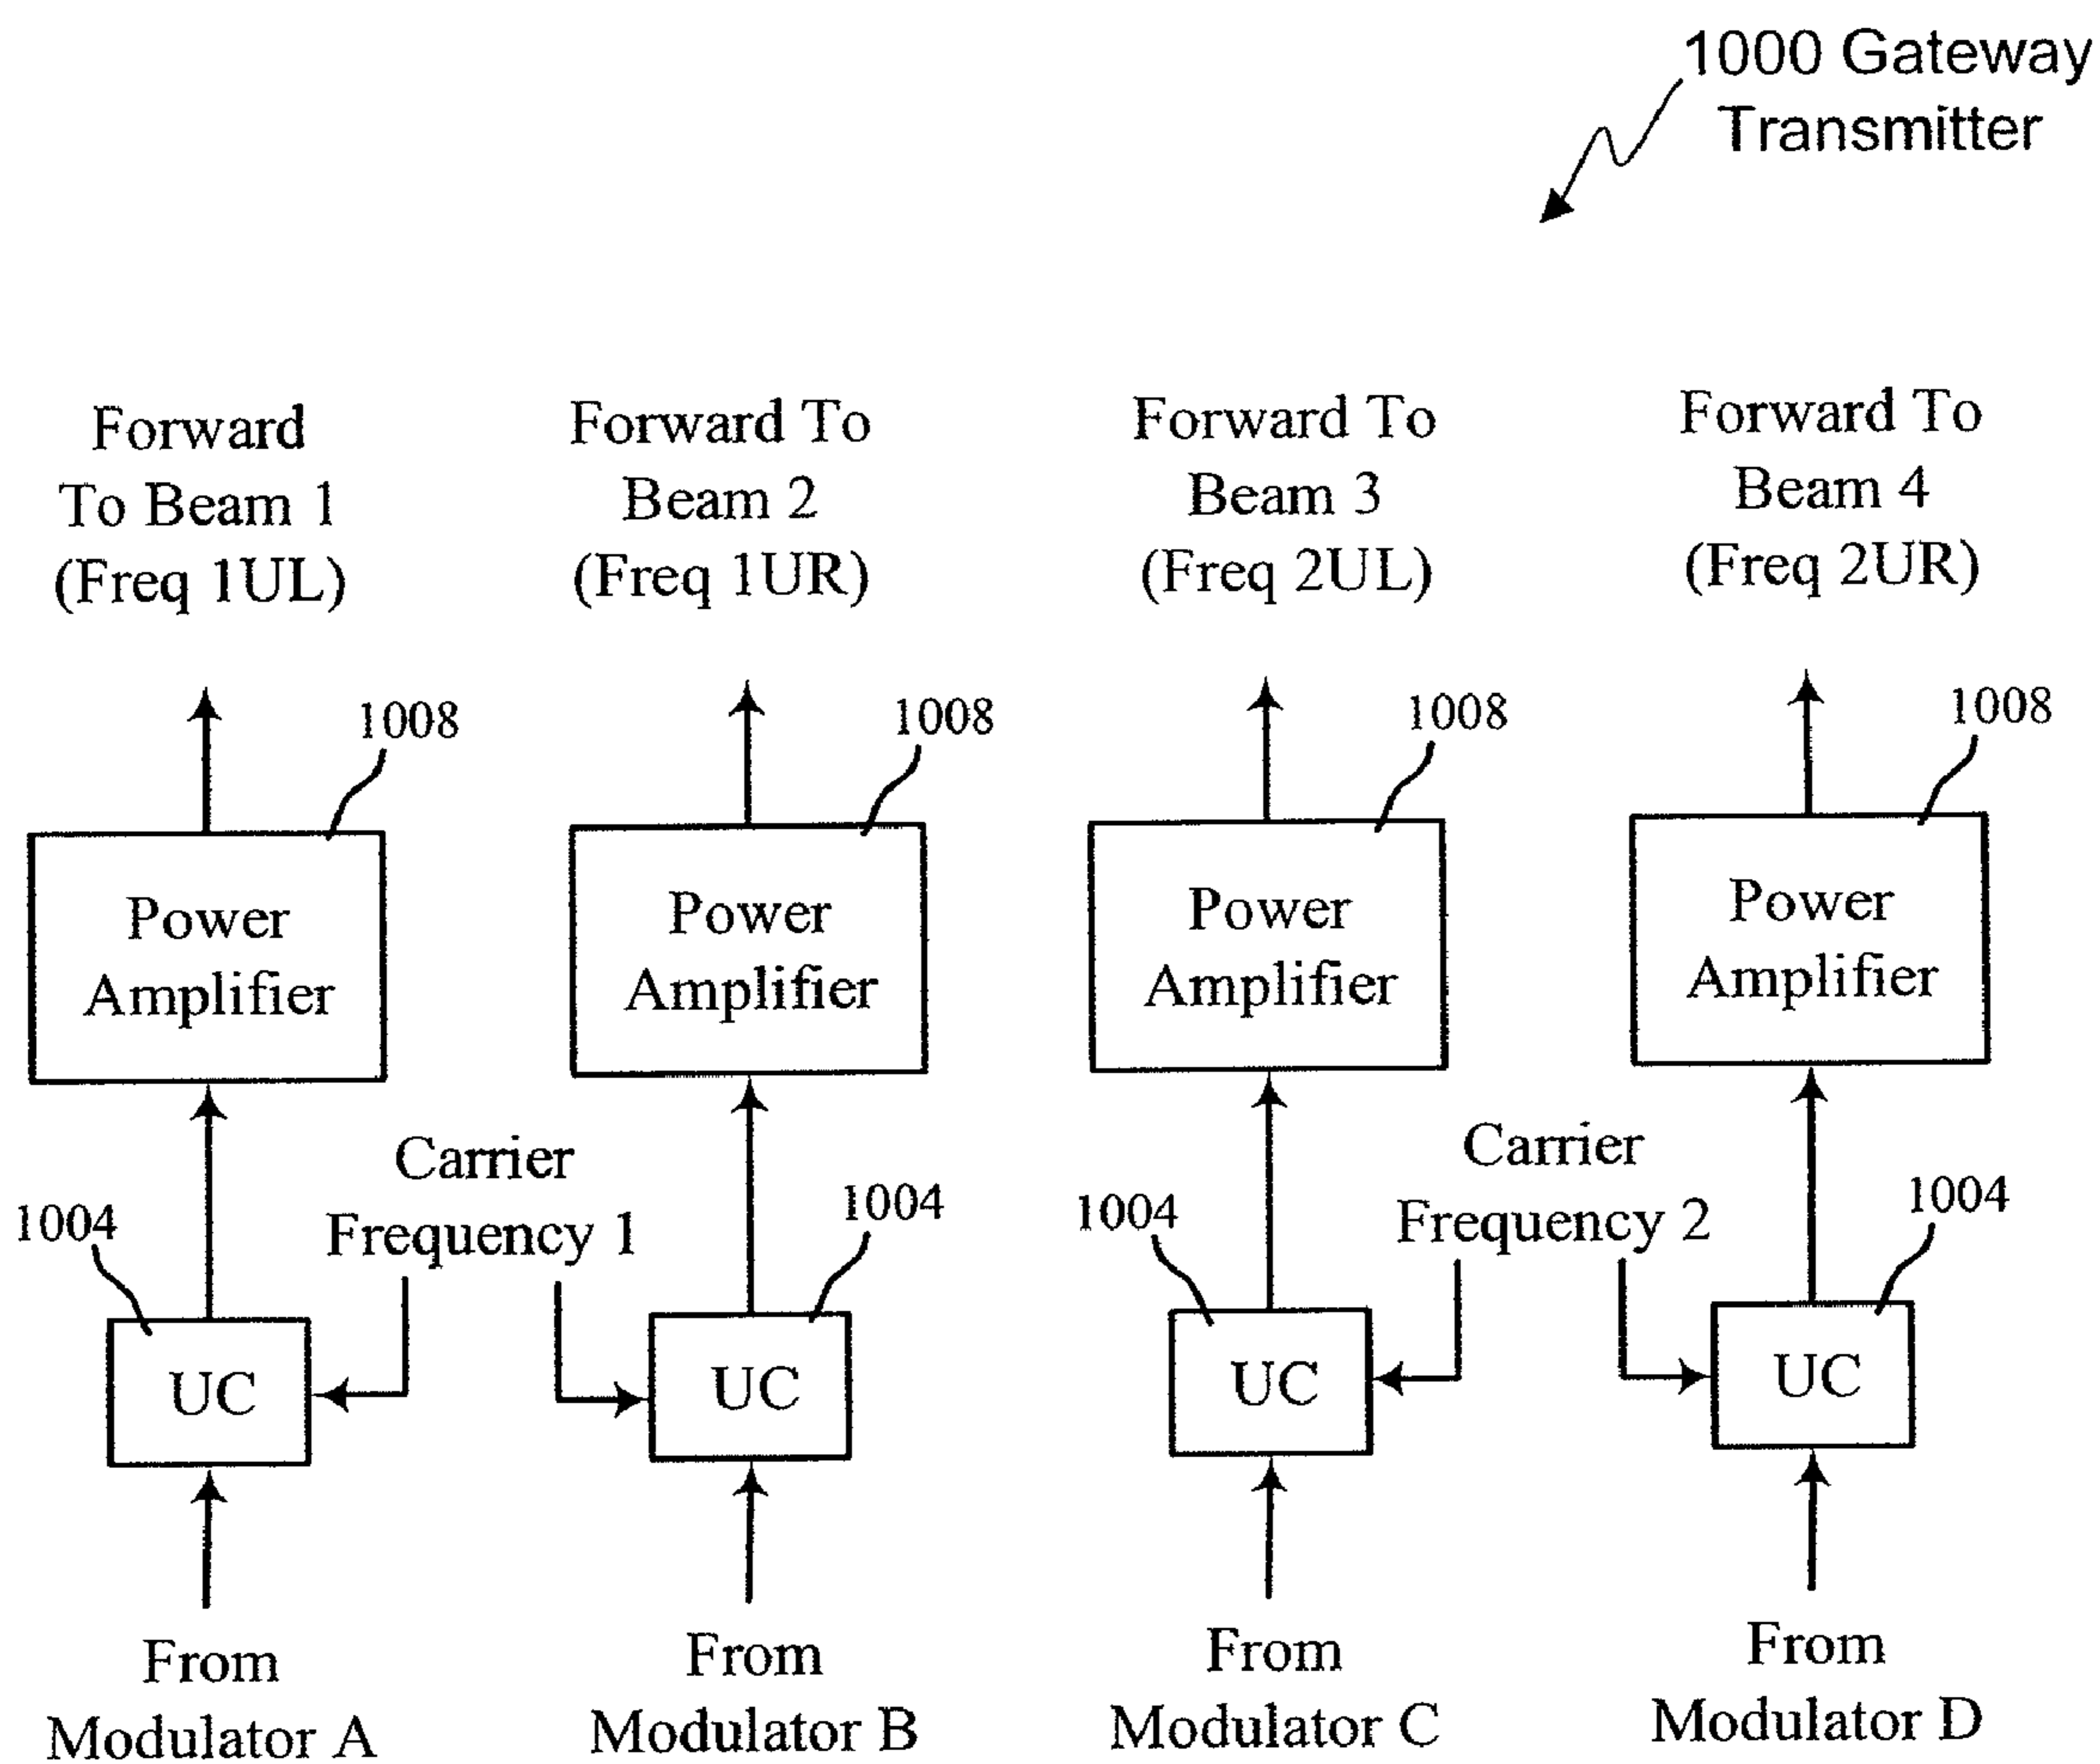 1000 Gateway
Transmitter
Forward
To Beam 1
(Freq 1UL)
Forward To
Beam 2
(Freq 1UR)
Forward To
Beam 3
(Freq 2UL)
Forward To
Beam 4
(Freq 2UR)
1008
1008
1008
1008
Power
Amplifier
Power
Amplifier
Power
Amplifier
Power
Amplifier
Carrier
Frequency 1
Carrier
Frequency 2
1004
1004
1004
1004
UC
UC
UC
UC
From
Modulator A
From
Modulator B
From
Modulator C
From
Modulator D